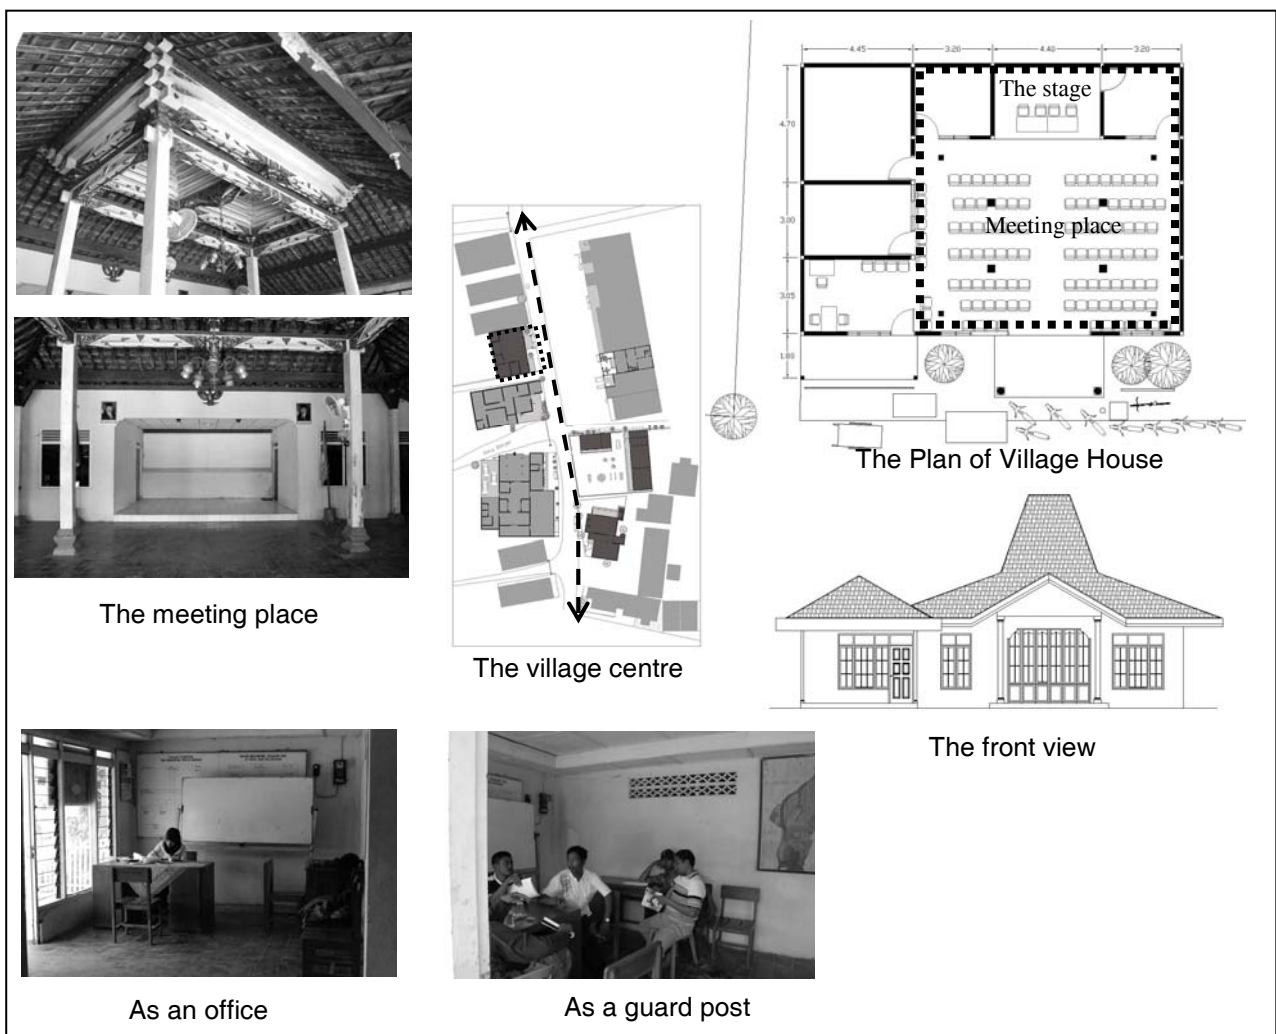 4.45
3.20
4.40
3.20
4.70
3.00
3.05
1.00
The stage
Meeting place
The Plan of Village House
The meeting place
The village centre
The front view
As an office
As a guard post